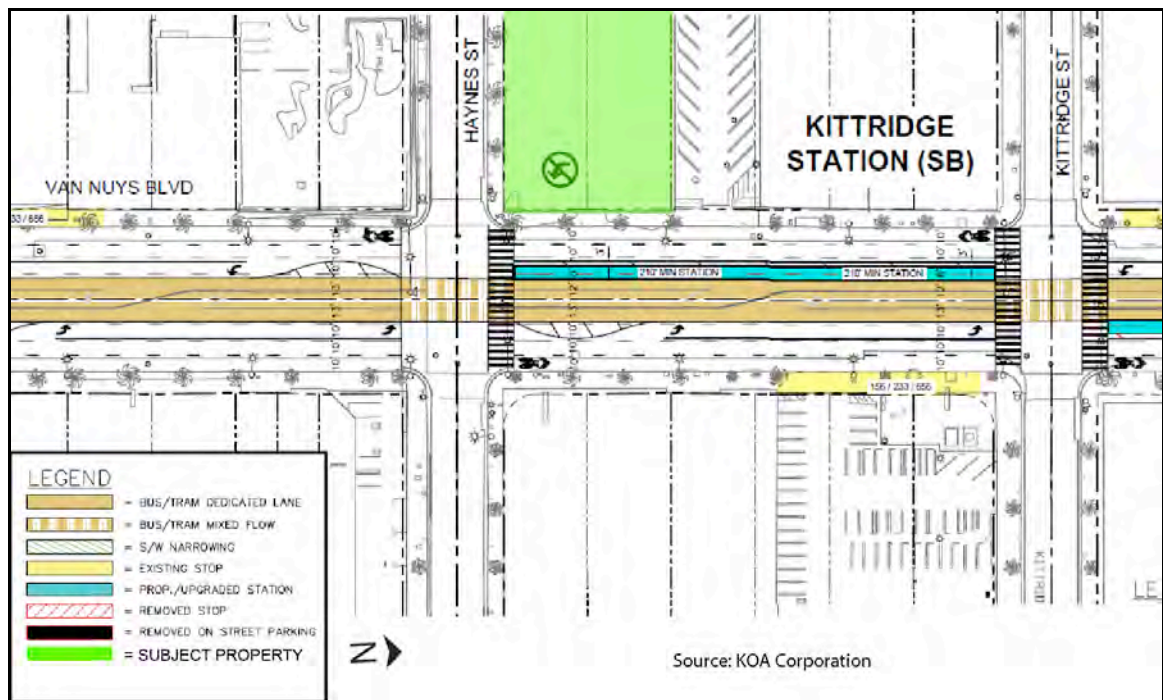 HAYNES ST
KITTRIDGE ST
KITTRIDGE
STATION (SB)
VAN NUYS BLVD
210' MIN STATION
210' MIN STATION
156 / 233 / 656
LEGEND
= BUS/TRAM DEDICATED LANE
= BUS/TRAM MIXED FLOW
= S/W NARROWING
= EXISTING STOP
= PROP./UPGRADED STATION
= REMOVED STOP
= REMOVED ON STREET PARKING
= SUBJECT PROPERTY
N
Source: KOA Corporation